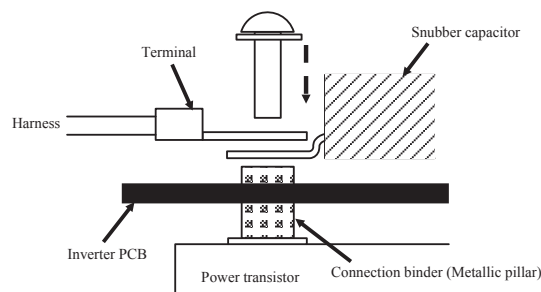 Snubber capacitor
Terminal
Harness
Inverter PCB
Power transistor
Connection binder (Metallic pillar)